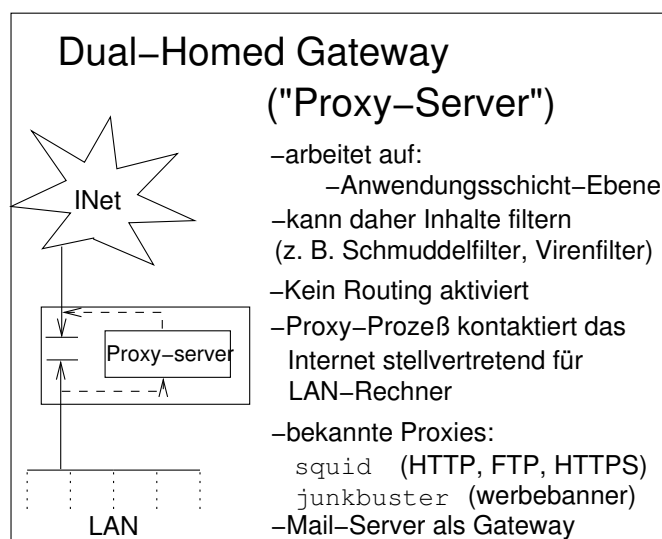 Dual−Homed Gateway
("Proxy−Server")
INet
−arbeitet auf:
−Anwendungsschicht−Ebene
−kann daher Inhalte filtern
(z. B. Schmuddelfilter, Virenfilter)
−Kein Routing aktiviert
−Proxy−Prozeß kontaktiert das
Internet stellvertretend für
LAN−Rechner
Proxy−server
−bekannte Proxies:
squid (HTTP, FTP, HTTPS)
junkbuster (werbebanner)
−Mail−Server als Gateway
LAN